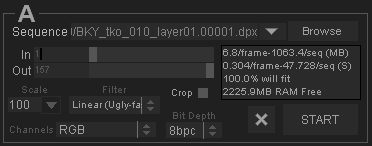 A
Sequence I/BKY_tko_010_layer01.00001.dpx Browse
In 1
Out 157
6.8/frame-1063.4/seq (MB)
0.304/frame-47.728/seq (S)
100.0% will fit
2225.9MB RAM Free
Scale Filter
100 Linear (Ugly-fa Crop
Channels RGB
Bit Depth
8bpc
START